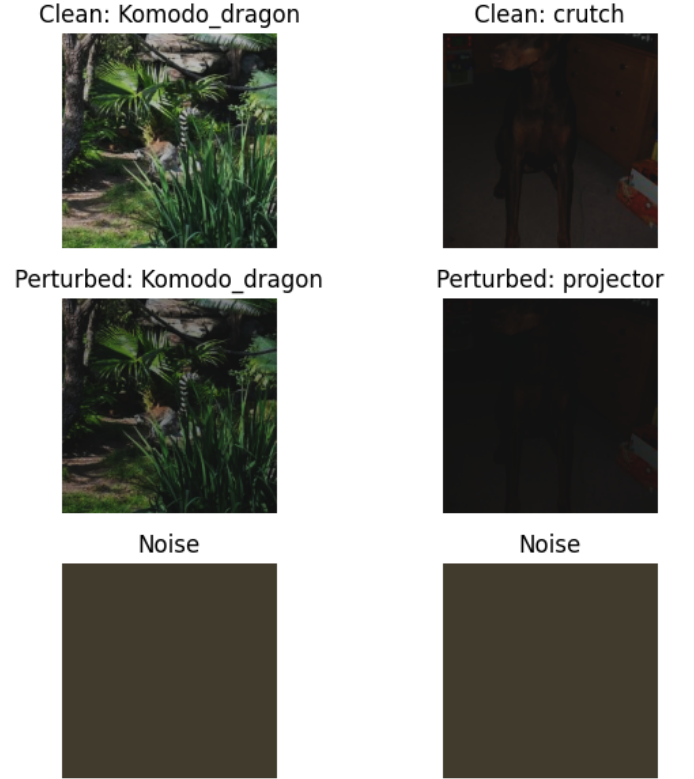 Clean: Komodo_dragon
Clean: crutch
Perturbed: Komodo_dragon
Perturbed: projector
Noise
Noise